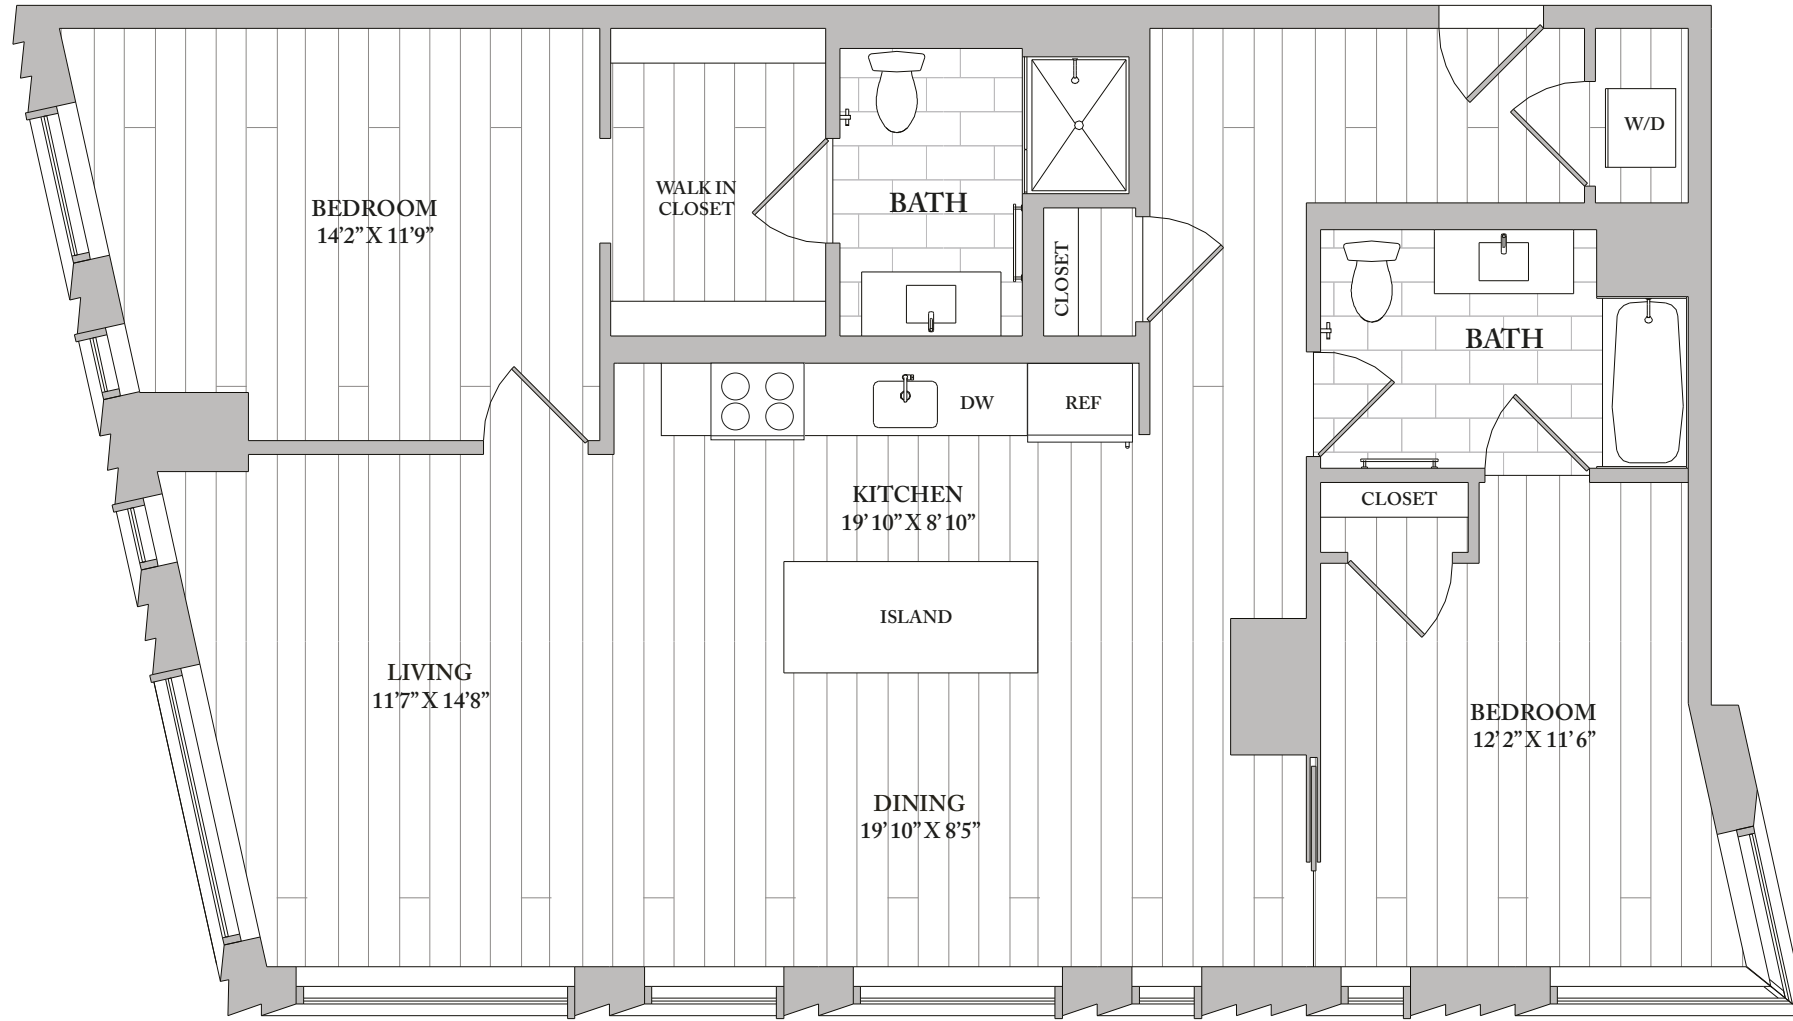 BEDROOM
14'2" X 11'9"
WALK IN
CLOSET
BATH
CLOSET
W/D
BATH
DW
REF
KITCHEN
19'10" X 8'10"
CLOSET
ISLAND
LIVING
11'7" X 14'8"
BEDROOM
12'2" X 11'6"
DINING
19'10" X 8'5"